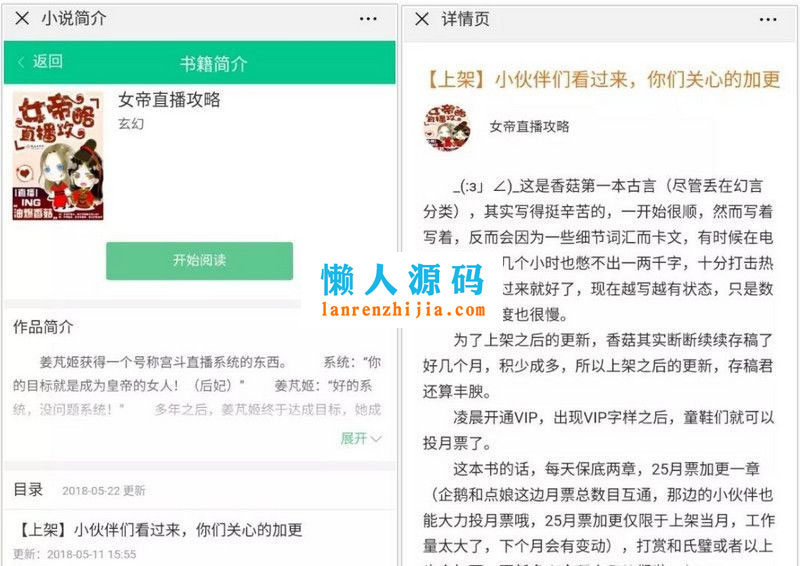 小说简介
返回
书籍简介
女帝
直播攻略
直播
ING
油爆香菇
女帝直播攻略
玄幻
开始阅读
作品简介
姜芃姬获得一个号称宫斗直播系统的东西。 系统：“你
的目标就是成为皇帝的女人！（后妃）” 姜芃姬：“好的系
统，没问题系统！” 多年之后，姜芃姬终于达成目标，她成
展开
目录 2018-05-22 更新
【上架】小伙伴们看过来，你们关心的加更
更新：2018-05-11 15:55
详情页
【上架】小伙伴们看过来，你们关心的加更
女帝直播攻略
_(:з」∠)_这是香菇第一本古言（尽管丢在幻言
分类），其实写得挺辛苦的，一开始很顺，然而写着
写着，反而会因为一些细节词汇而卡文，有时候在电
几个小时也憋不出一两千字，十分打击热
过来就好了，现在越写越有状态，只是数
度也很慢。
为了上架之后的更新，香菇其实断断续续存稿了
好几个月，积少成多，所以上架之后的更新，存稿君
还算丰腴。
凌晨开通VIP，出现VIP字样之后，童鞋们就可以
投月票了。
这本书的话，每天保底两章，25月票加更一章
（企鹅和点娘这边月票总数目互通，那边的小伙伴也
能大力投月票哦，25月票加更仅限于上架当月，工作
量太大了，下个月会有变动），打赏和氏璧或者以上
懒人源码
lanrenzhijia.com